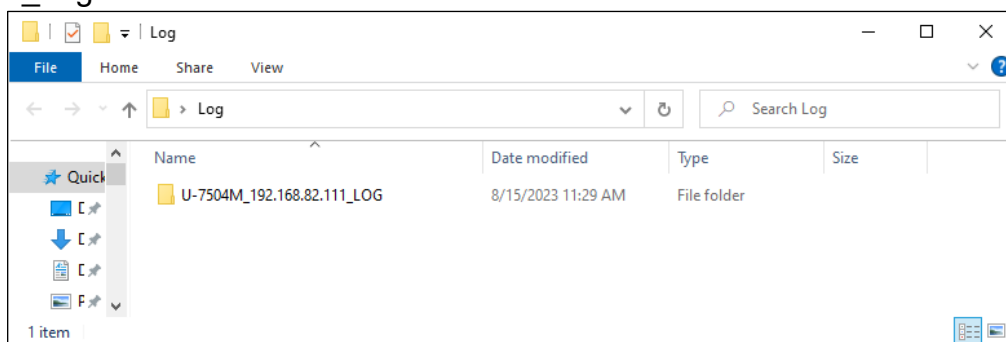 Log
File Home Share View
Log Search Log
Name Date modified Type Size
Quick
U-7504M_192.168.82.111_LOG 8/15/2023 11:29 AM File folder
1 item